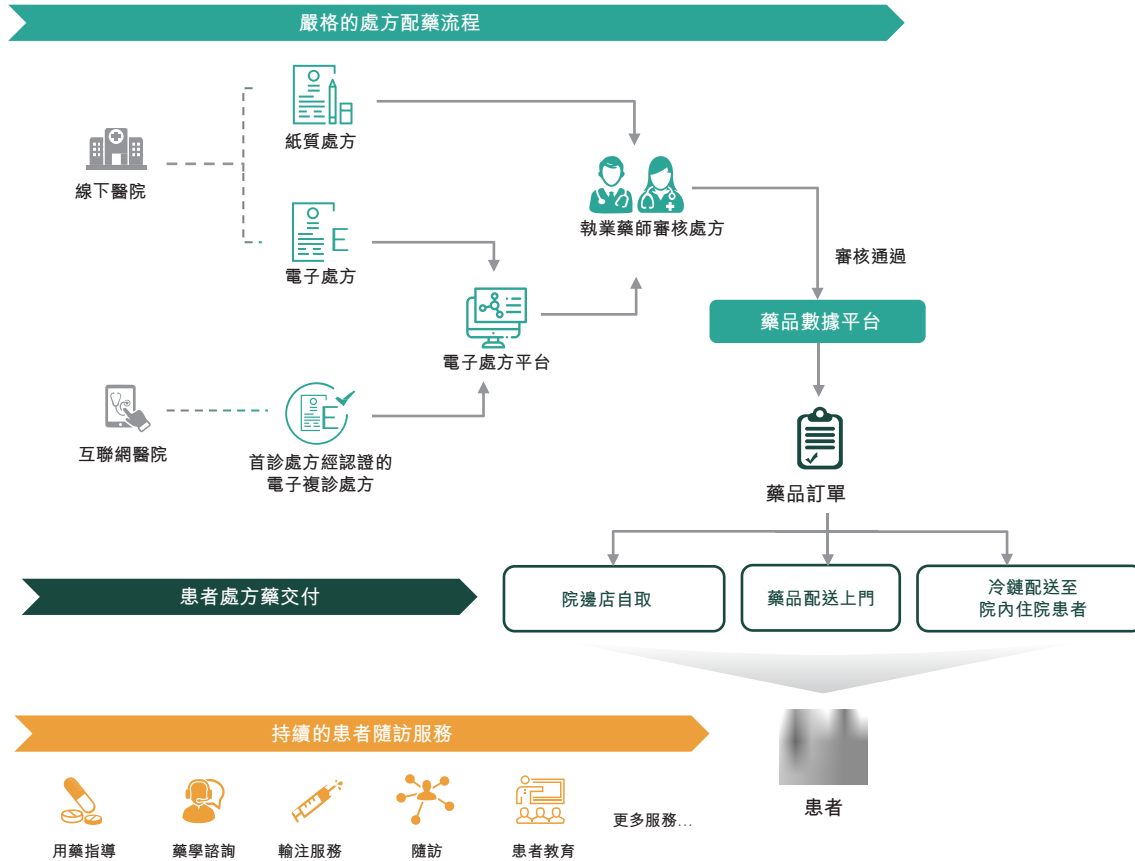 嚴格的處方配藥流程
紙質處方
線下醫院
E
電子處方
執業藥師審核處方
審核通過
藥品數據平台
電子處方平台
E
互聯網醫院
首診處方經認證的
電子複診處方
藥品訂單
患者處方藥交付
院邊店自取
藥品配送上門
冷鏈配送至
院內住院患者
持續的患者隨訪服務
患者
用藥指導
藥學諮詢
輸注服務
隨訪
患者教育
更多服務...